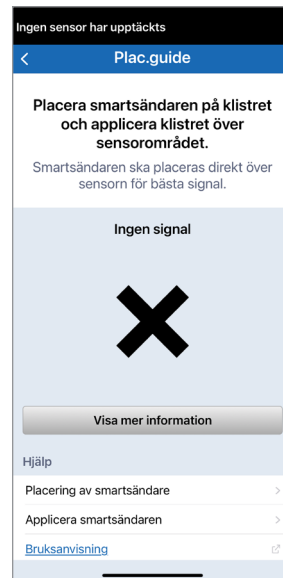 Ingen sensor har upptäckts
Plac.guide
Placera smartsändaren på klistret
och applicera klistret över
sensorområdet.
Smartsändaren ska placeras direkt över
sensorn för bästa signal.
Ingen signal
Visa mer information
Hjälp
Placering av smartsändare
Applicera smartsändaren
Bruksanvisning